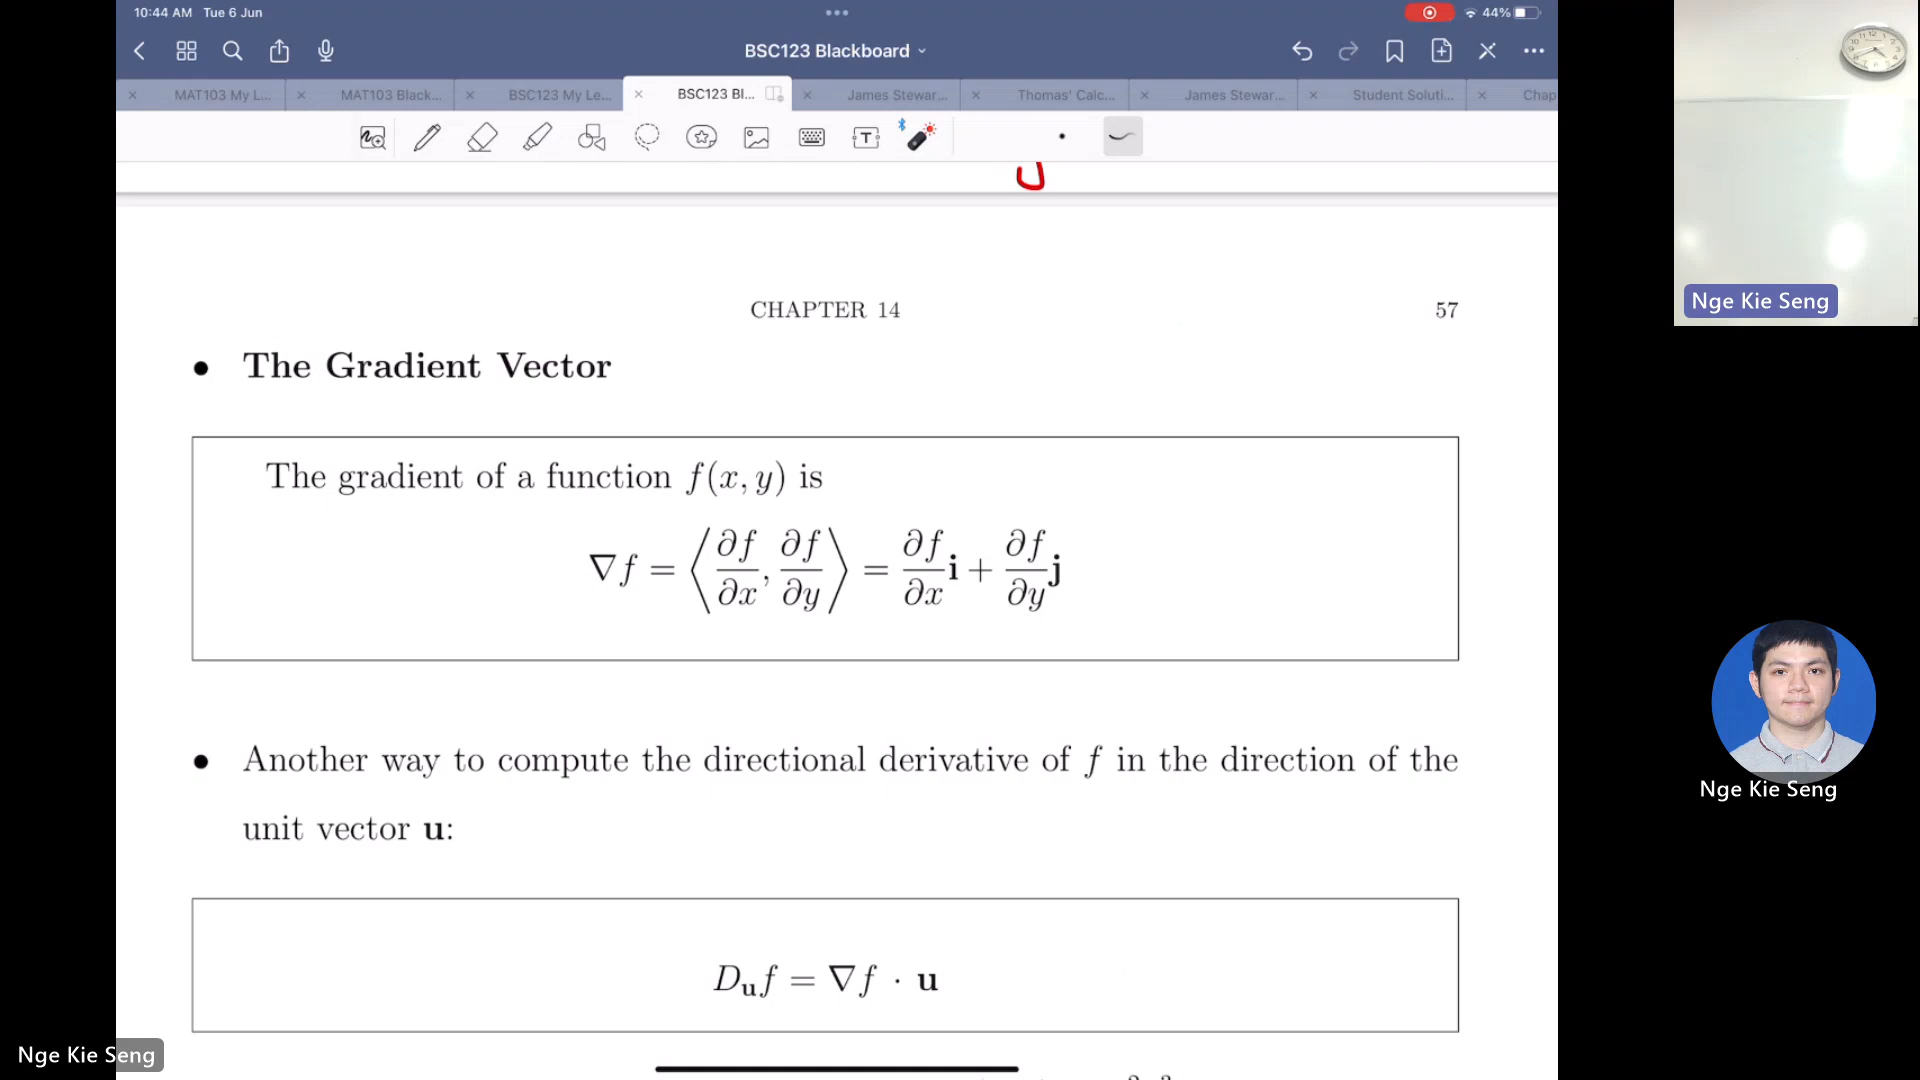 10:44 AM Tue 6 Jun
44%
BSC123 Blackboard
MAT103 My L...
MAT103 Black...
BSC123 My Le...
BSC123 Bl...
James Stewar...
Thomas' Calc...
James Stewar...
Student Soluti...
Chap
CHAPTER 14 57
• The Gradient Vector
The gradient of a function f(x, y) is
∇f = ⟨∂f/∂x, ∂f/∂y⟩ = ∂f/∂x i + ∂f/∂y j
• Another way to compute the directional derivative of f in the direction of the
unit vector u:
D_u f = ∇f · u
Nge Kie Seng
Nge Kie Seng
Nge Kie Seng